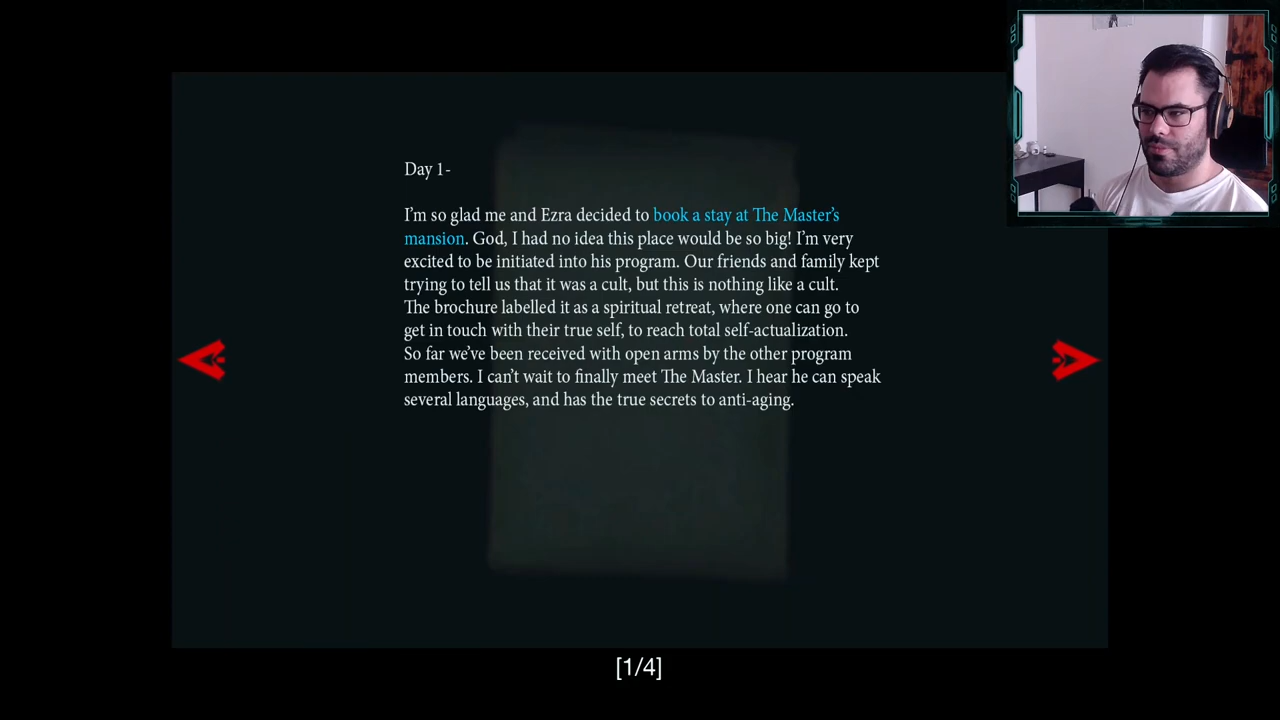 Day 1-
I'm so glad me and Ezra decided to book a stay at The Master's
mansion. God, I had no idea this place would be so big! I'm very
excited to be initiated into his program. Our friends and family kept
trying to tell us that it was a cult, but this is nothing like a cult.
The brochure labelled it as a spiritual retreat, where one can go to
get in touch with their true self, to reach total self-actualization.
So far we've been received with open arms by the other program
members. I can't wait to finally meet The Master. I hear he can speak
several languages, and has the true secrets to anti-aging.
[1/4]